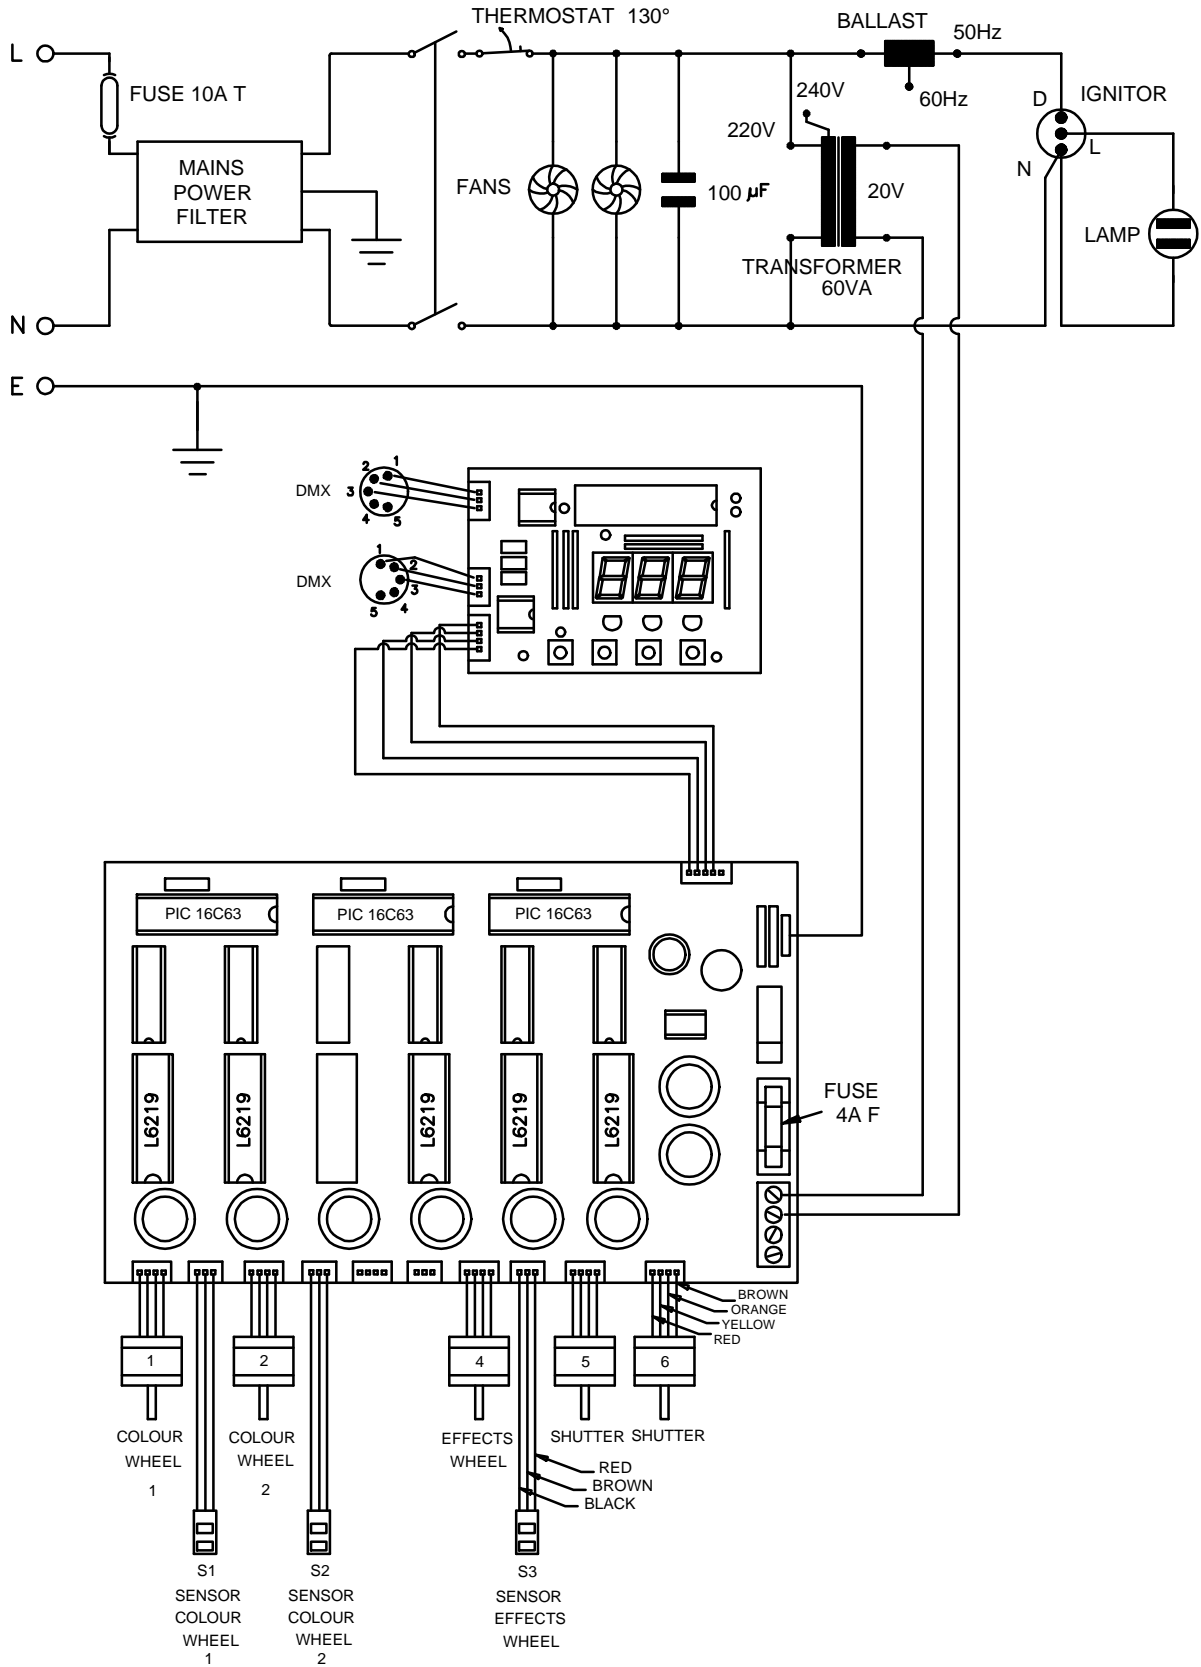 THERMOSTAT 130°
BALLAST
50Hz
L
FUSE 10A T
240V
60Hz
D
IGNITOR
220V
L
MAINS
POWER
FILTER
FANS
100 µF
20V
N
LAMP
TRANSFORMER
60VA
N
E
DMX
1
2
3
4
5
DMX
1
2
3
4
5
888
PIC 16C63
PIC 16C63
PIC 16C63
L6219
L6219
L6219
L6219
L6219
FUSE
4A F
BROWN
ORANGE
YELLOW
RED
1
2
4
5
6
COLOUR
WHEEL
1
COLOUR
WHEEL
2
EFFECTS
WHEEL
SHUTTER
SHUTTER
RED
BROWN
BLACK
S1
SENSOR
COLOUR
WHEEL
1
S2
SENSOR
COLOUR
WHEEL
2
S3
SENSOR
EFFECTS
WHEEL